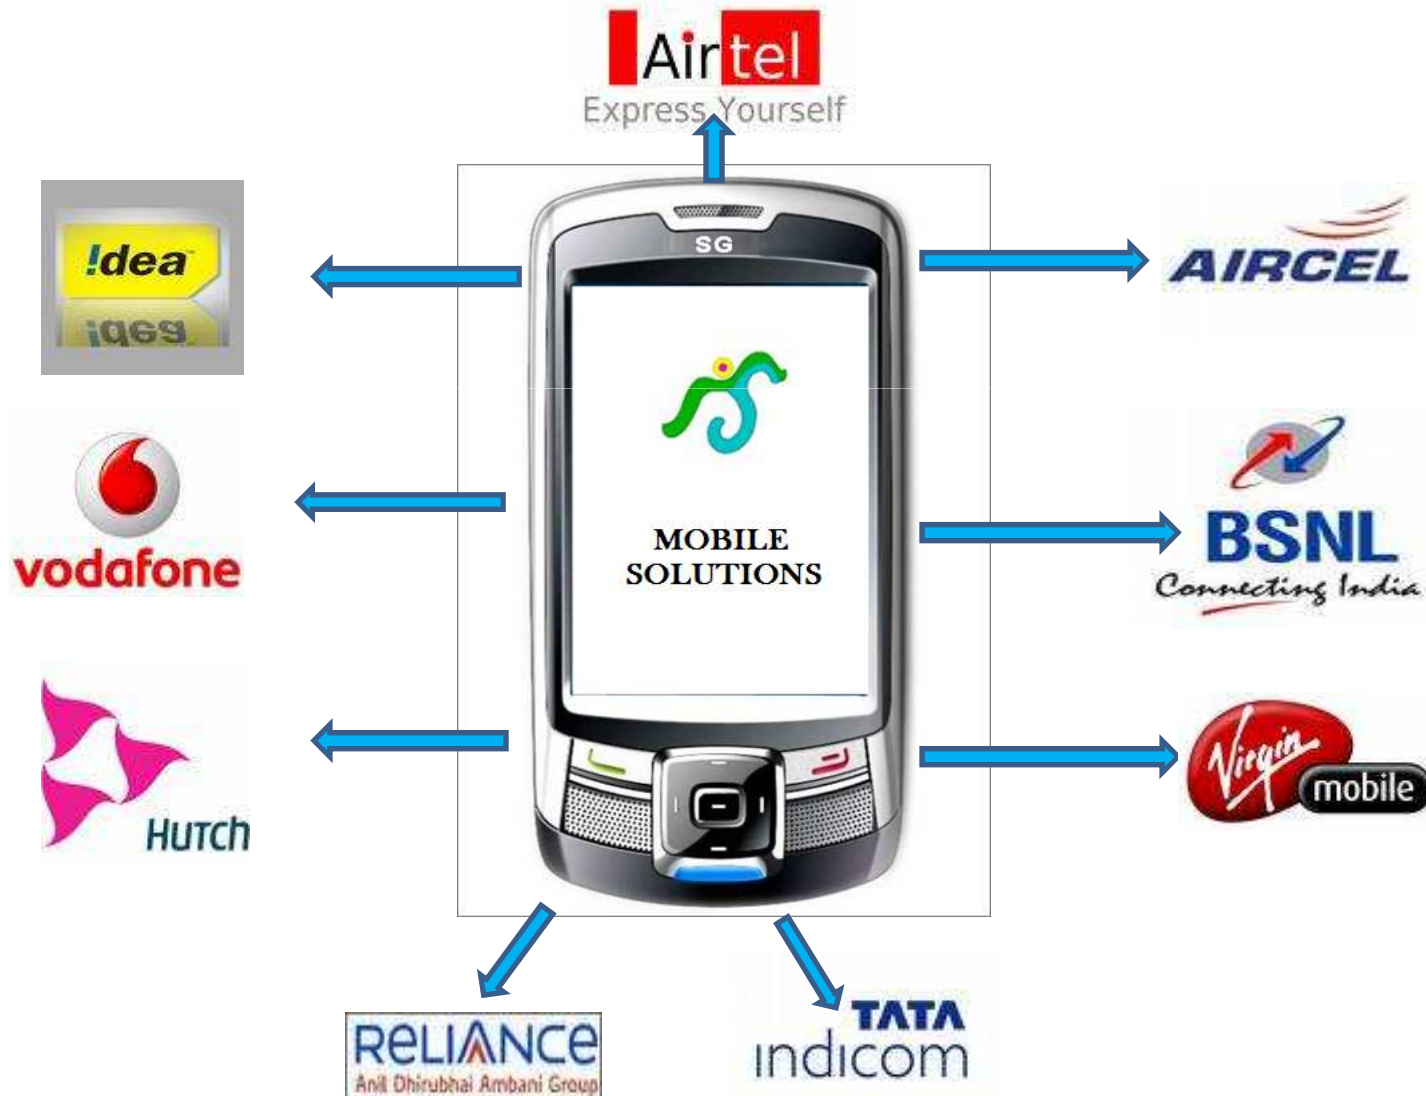 Airtel
Express Yourself
!dea
!dea
SG
AIRCEL
vodafone
MOBILE
SOLUTIONS
BSNL
Connecting India
HUTCH
Virgin
mobile
RELIANCE
Anil Dhirubhai Ambani Group
TATA
indicom